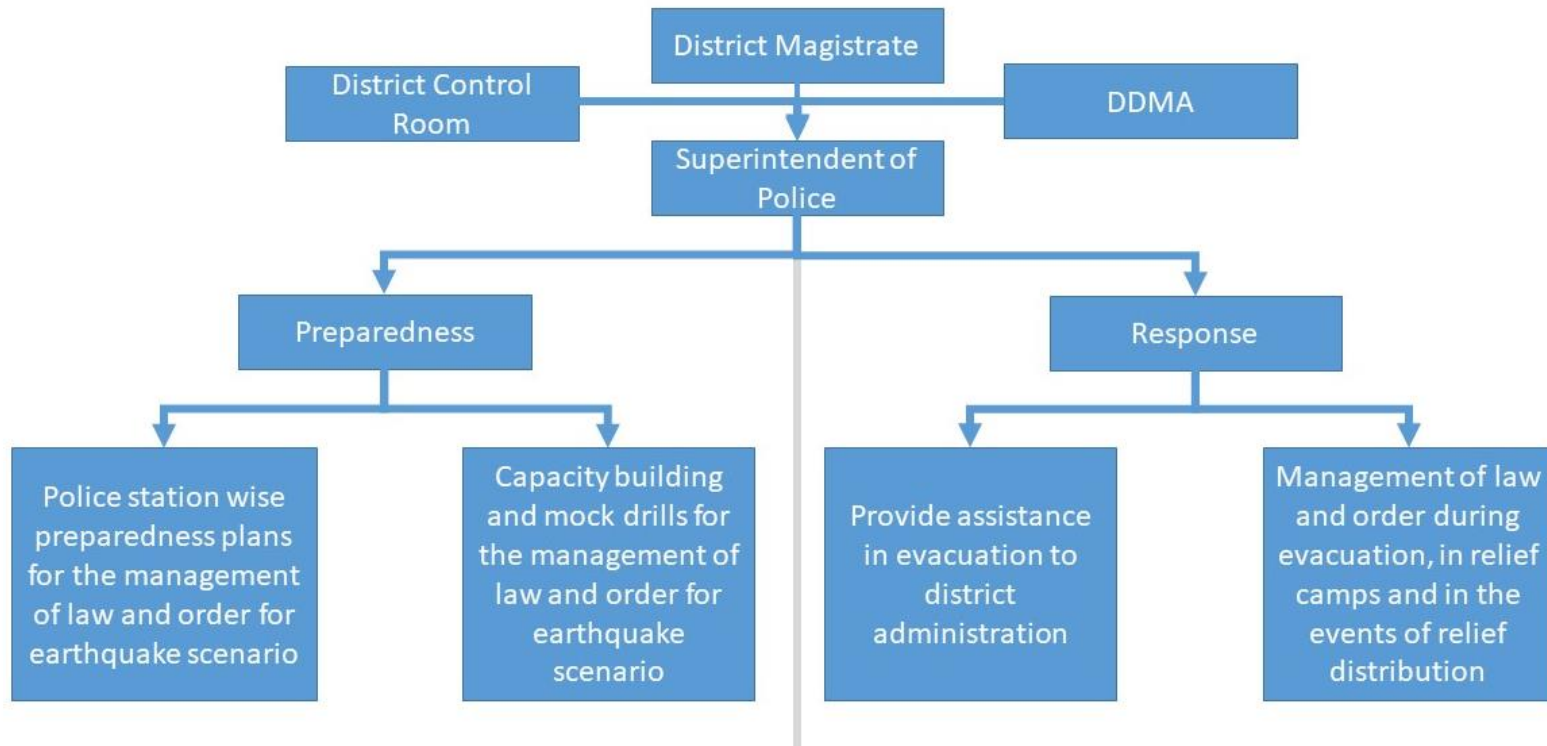 District Magistrate
District Control
Room
DDMA
Superintendent of
Police
Preparedness
Response
Police station wise
preparedness plans
for the management
of law and order for
earthquake scenario
Capacity building
and mock drills for
the management of
law and order for
earthquake
scenario
Provide assistance
in evacuation to
district
administration
Management of law
and order during
evacuation, in relief
camps and in the
events of relief
distribution